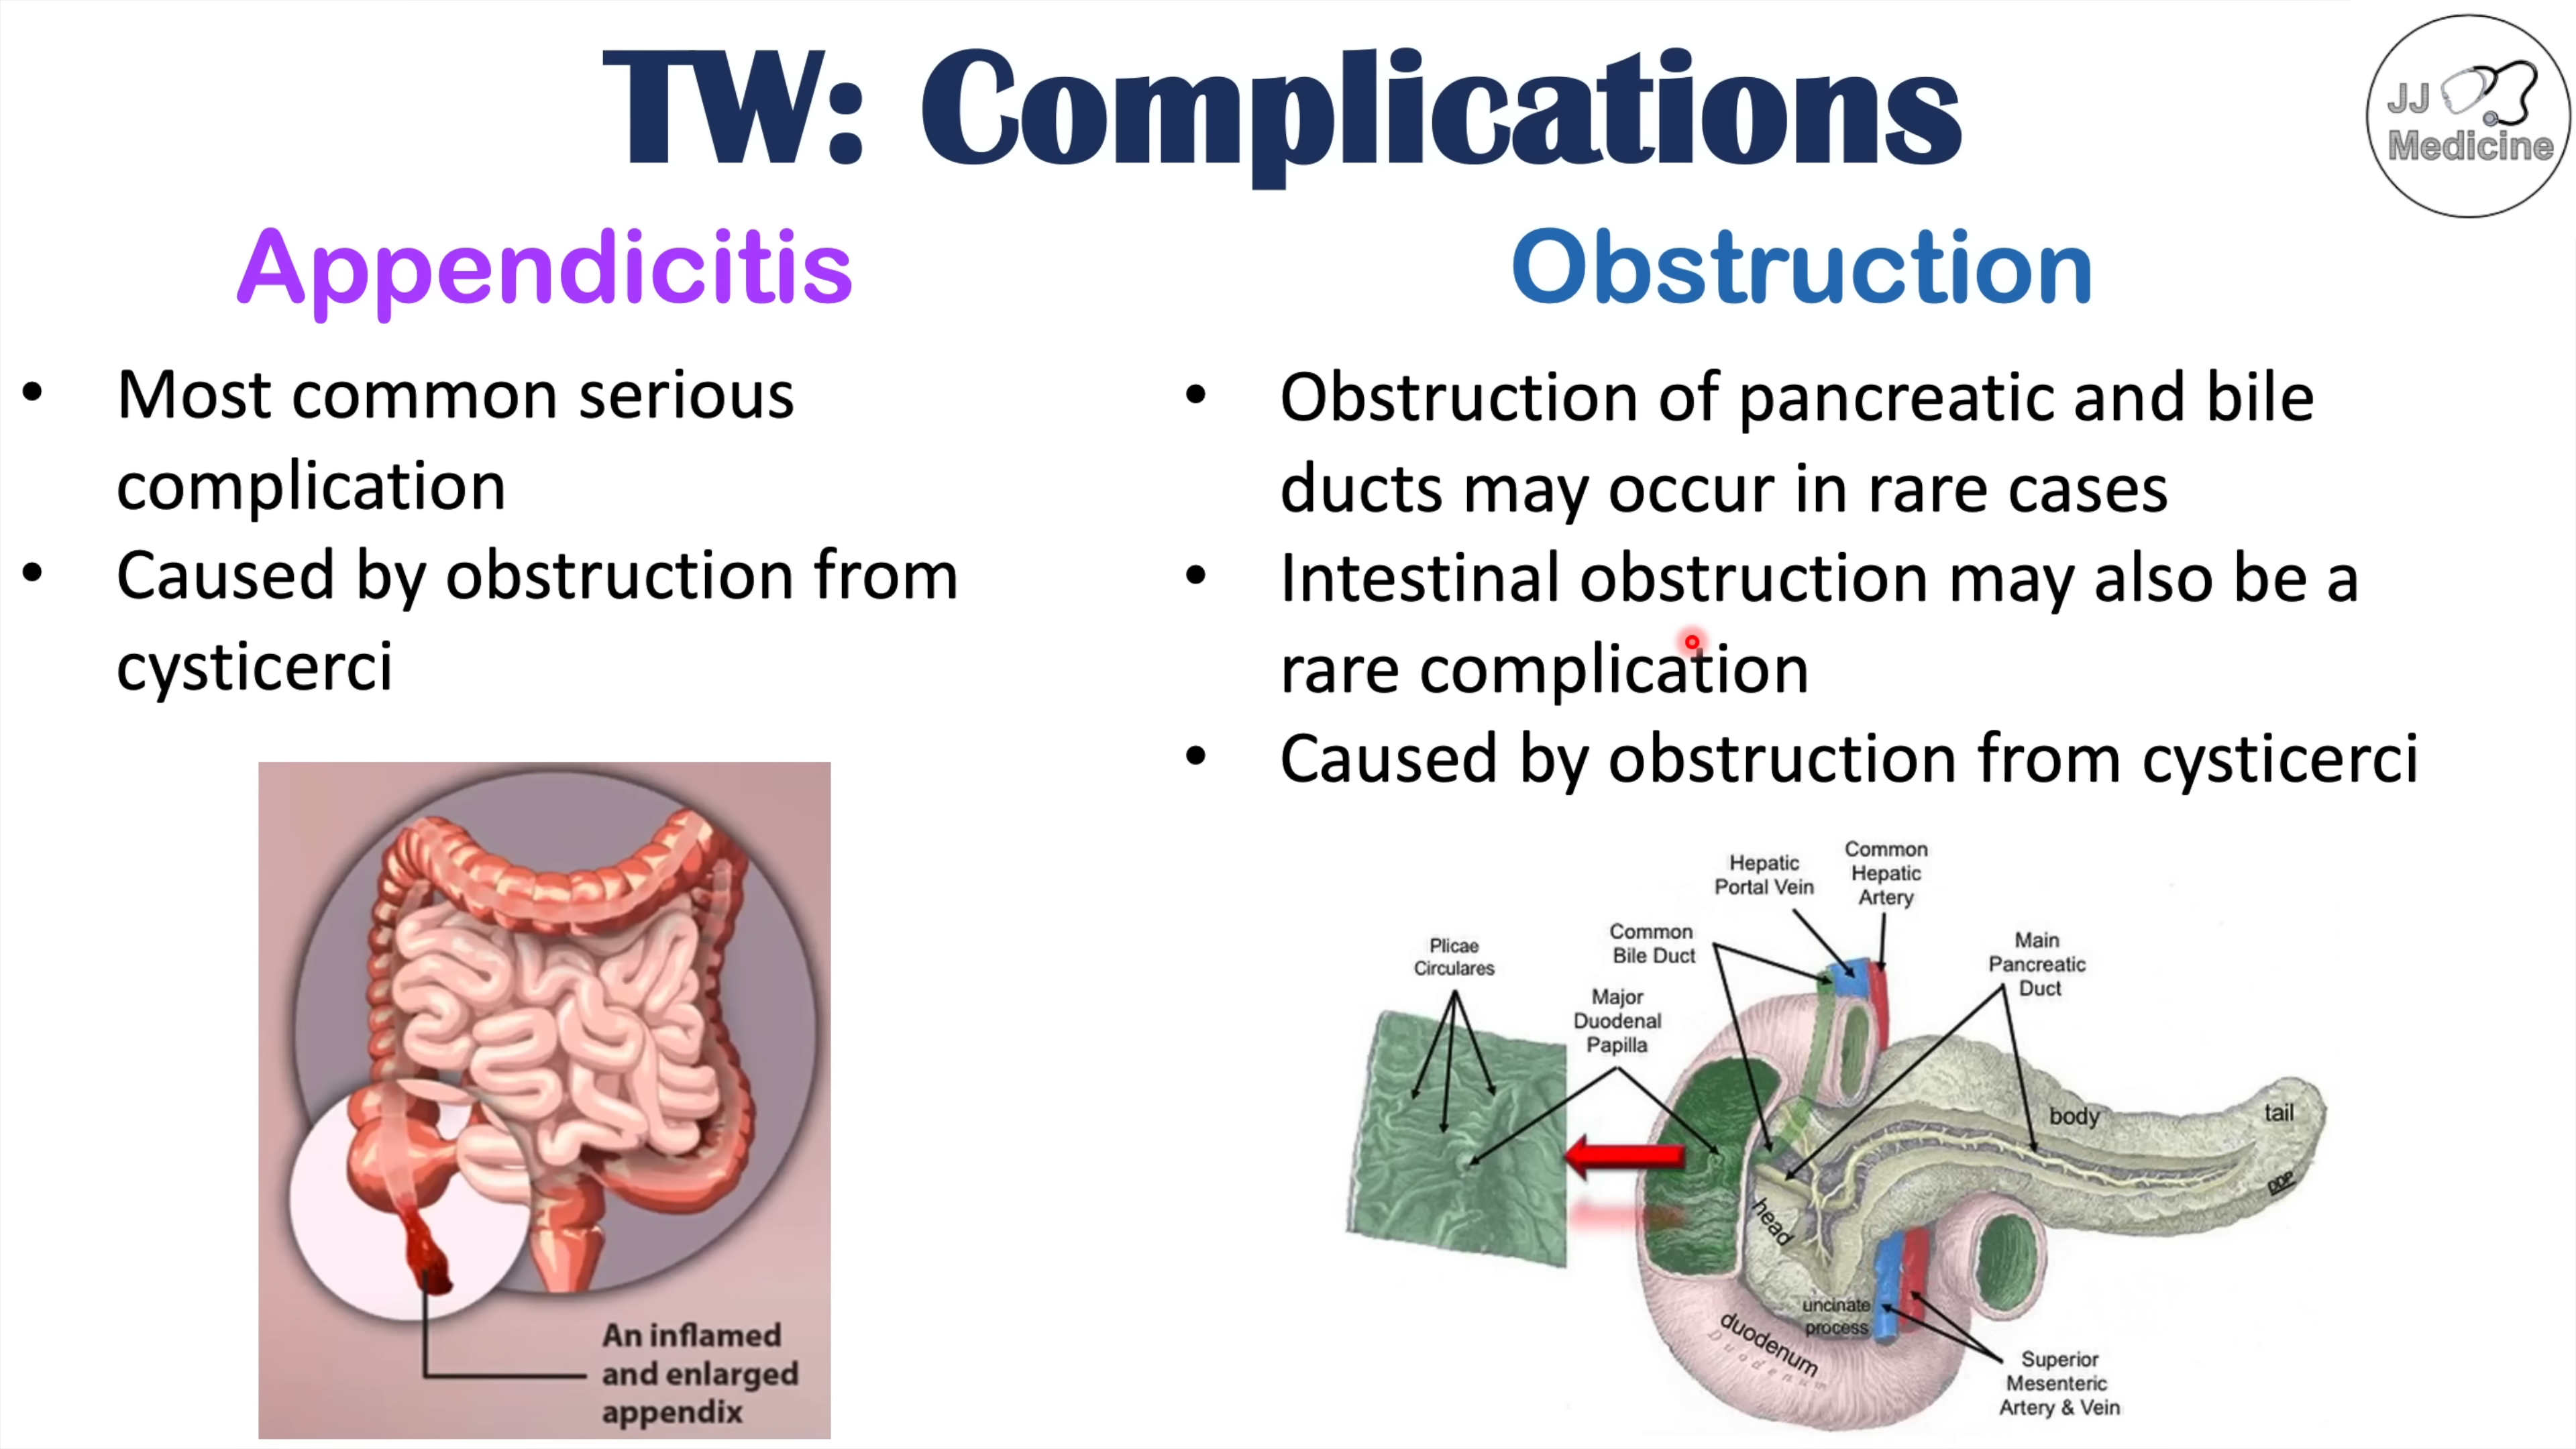 TW: Complications
JJ
Medicine
Appendicitis
• Most common serious
complication
• Caused by obstruction from
cysticerci
An inflamed
and enlarged
appendix
Obstruction
• Obstruction of pancreatic and bile
ducts may occur in rare cases
• Intestinal obstruction may also be a
rare complication
• Caused by obstruction from cysticerci
Hepatic
Portal Vein
Common
Hepatic
Artery
Common
Bile Duct
Main
Pancreatic
Duct
Plicae
Circulares
Major
Duodenal
Papilla
body
tail
DDP
head
uncinate
process
duodenum
Duodenum
Superior
Mesenteric
Artery & Vein